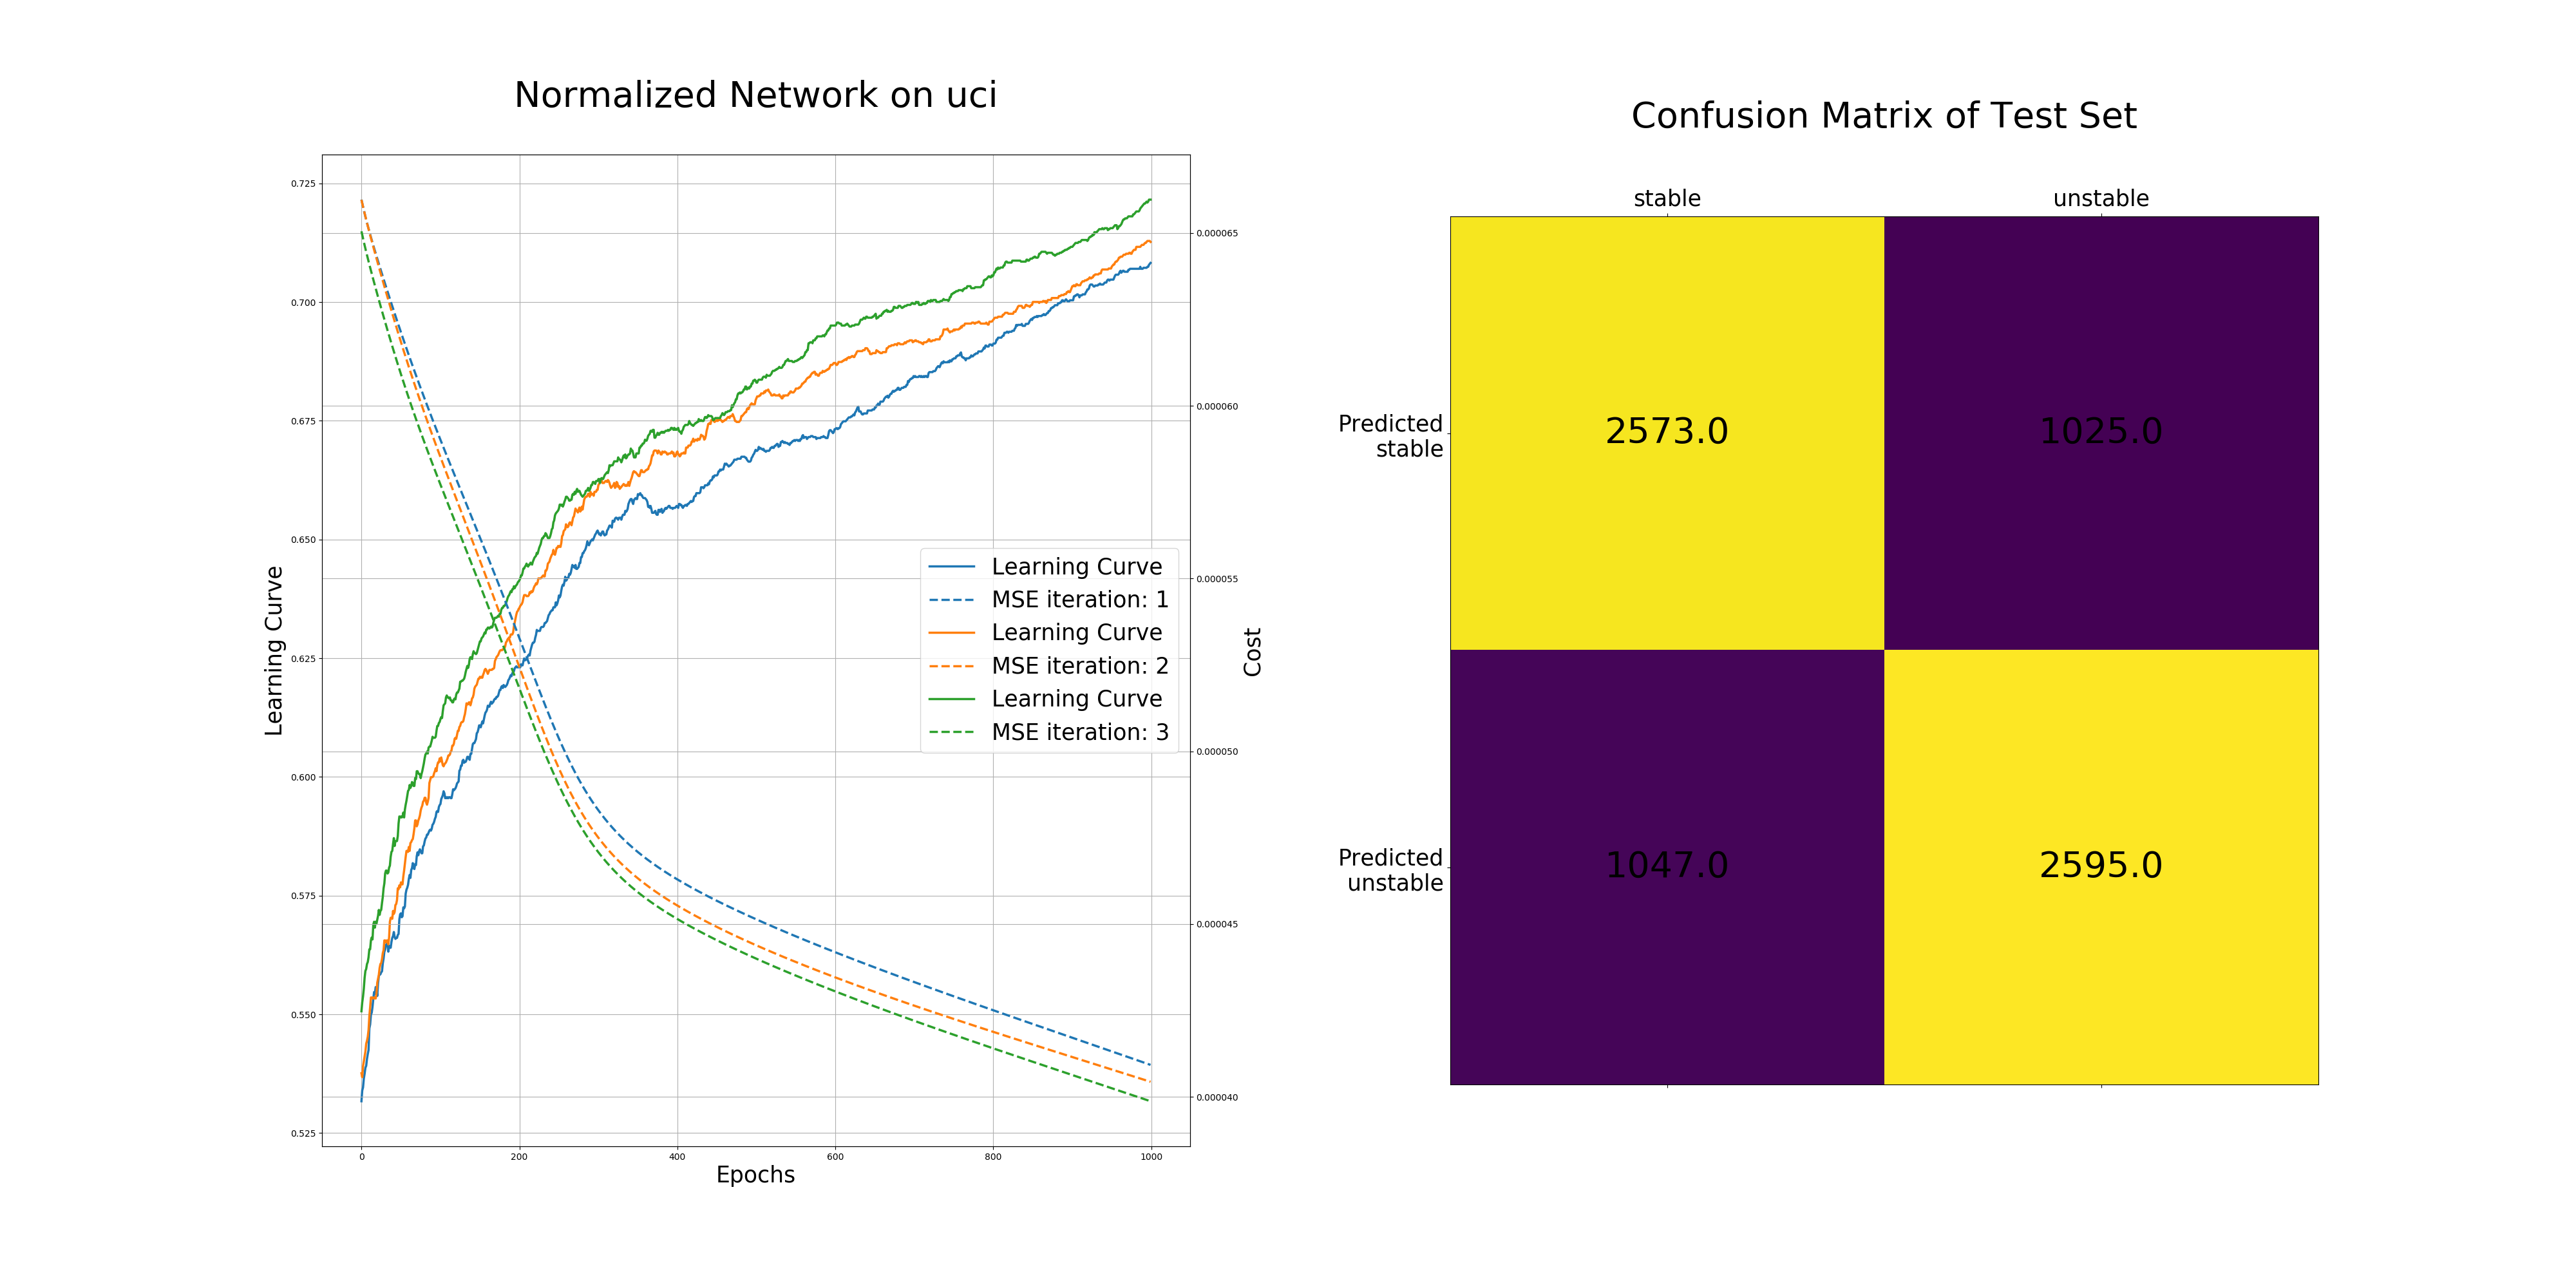 Normalized Network on uci
Learning Curve
0.725
0.700
0.675
0.650
0.625
0.600
0.575
0.550
0.525
0
200
400
600
800
1000
Epochs
0.000065
0.000060
0.000055
0.000050
0.000045
0.000040
Cost
Learning Curve
MSE iteration: 1
Learning Curve
MSE iteration: 2
Learning Curve
MSE iteration: 3
Confusion Matrix of Test Set
stable
unstable
Predicted
stable
2573.0
1025.0
Predicted
unstable
1047.0
2595.0